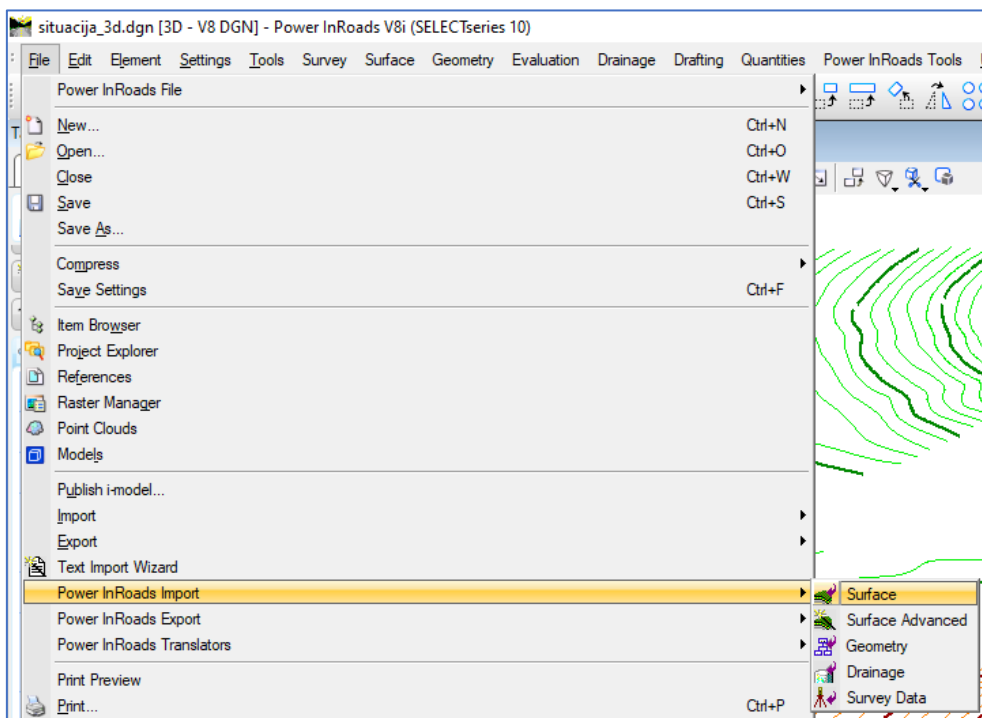 situacija_3d.dgn [3D - V8 DGN] - Power InRoads V8i (SELECTseries 10)
File Edit Element Settings Tools Survey Surface Geometry Evaluation Drainage Drafting Quantities Power InRoads Tools
Power InRoads File
New... Ctrl+N
Open... Ctrl+O
Close Ctrl+W
Save Ctrl+S
Save As...
Compress
Save Settings Ctrl+F
Item Browser
Project Explorer
References
Raster Manager
Point Clouds
Models
Publish i-model...
Import
Export
Text Import Wizard
Power InRoads Import
Surface
Power InRoads Export
Surface Advanced
Power InRoads Translators
Geometry
Drainage
Print Preview
Survey Data
Print... Ctrl+P